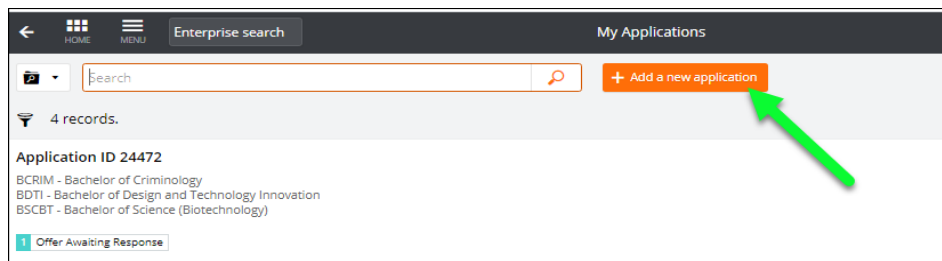 HOME MENU Enterprise search My Applications
Search + Add a new application
4 records.
Application ID 24472
BCRIM - Bachelor of Criminology
BDTI - Bachelor of Design and Technology Innovation
BSCBT - Bachelor of Science (Biotechnology)
1 Offer Awaiting Response